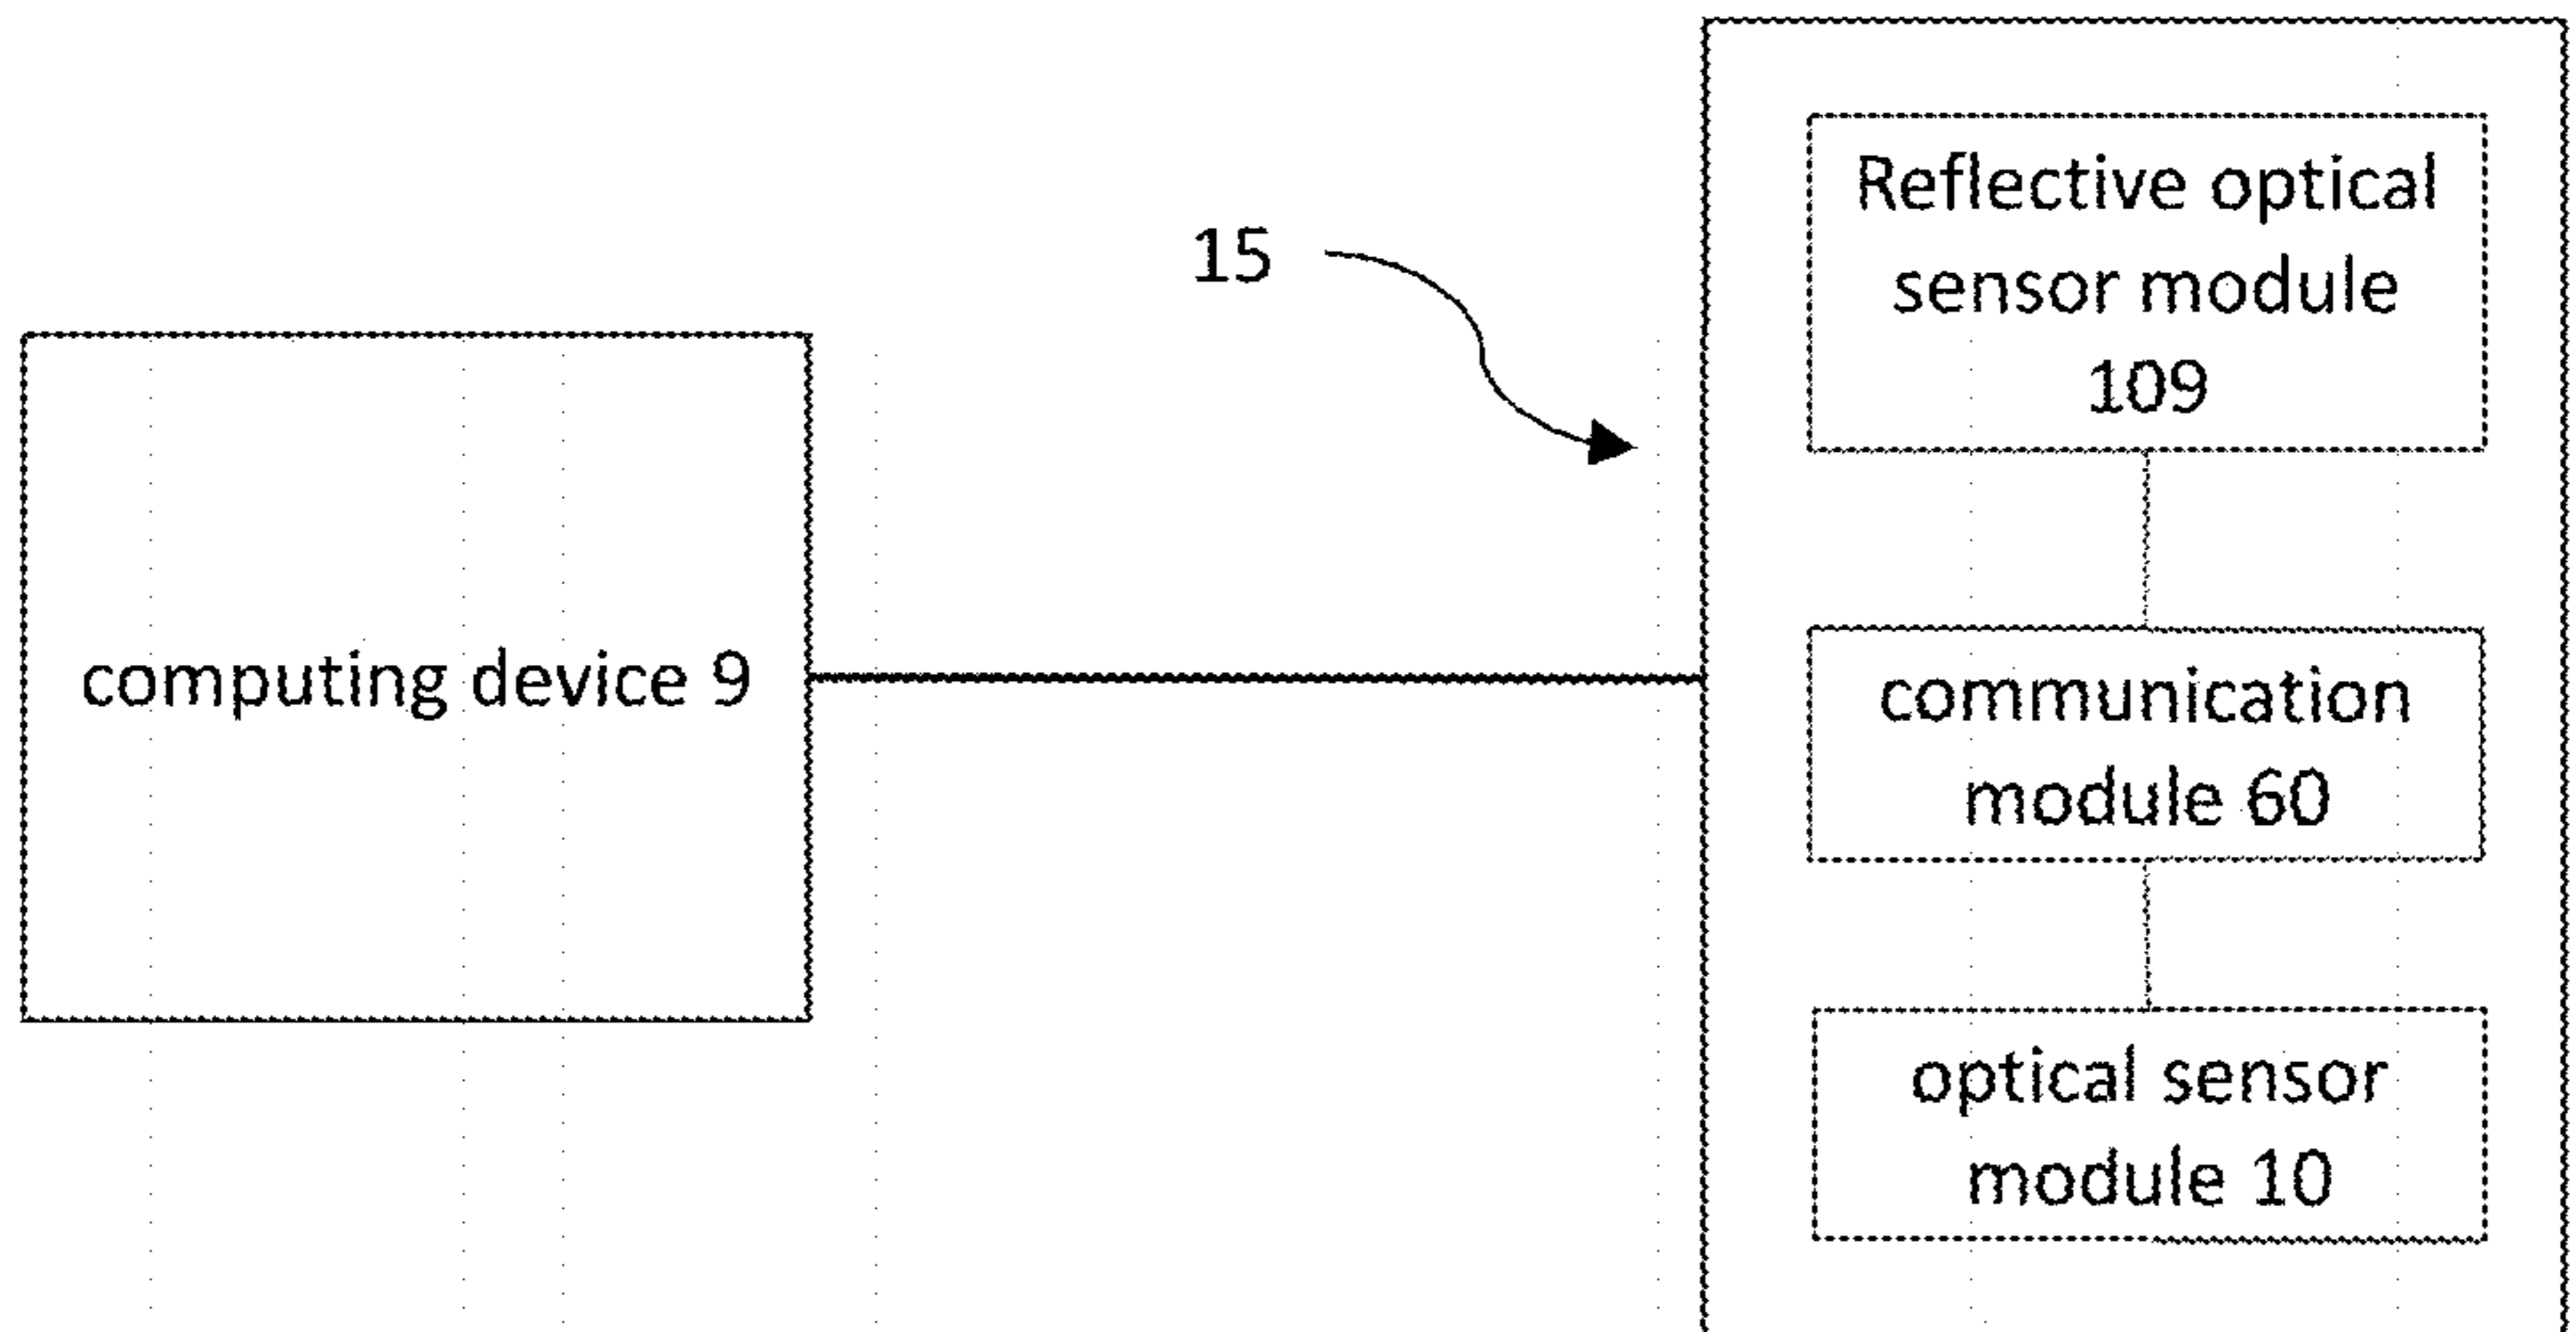 15
Reflective optical
sensor module
109
computing device 9
communication
module 60
optical sensor
module 10